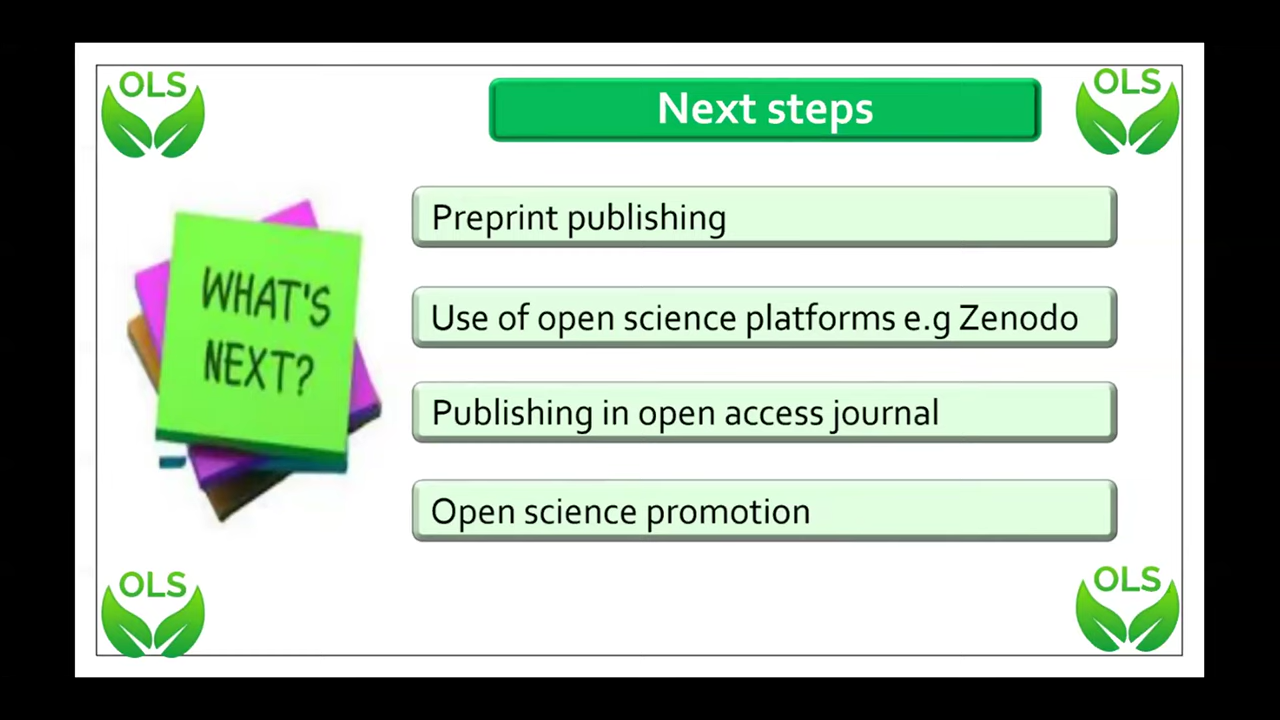 OLS
Next steps
OLS
WHAT'S
NEXT?
Preprint publishing
Use of open science platforms e.g Zenodo
Publishing in open access journal
Open science promotion
OLS
OLS